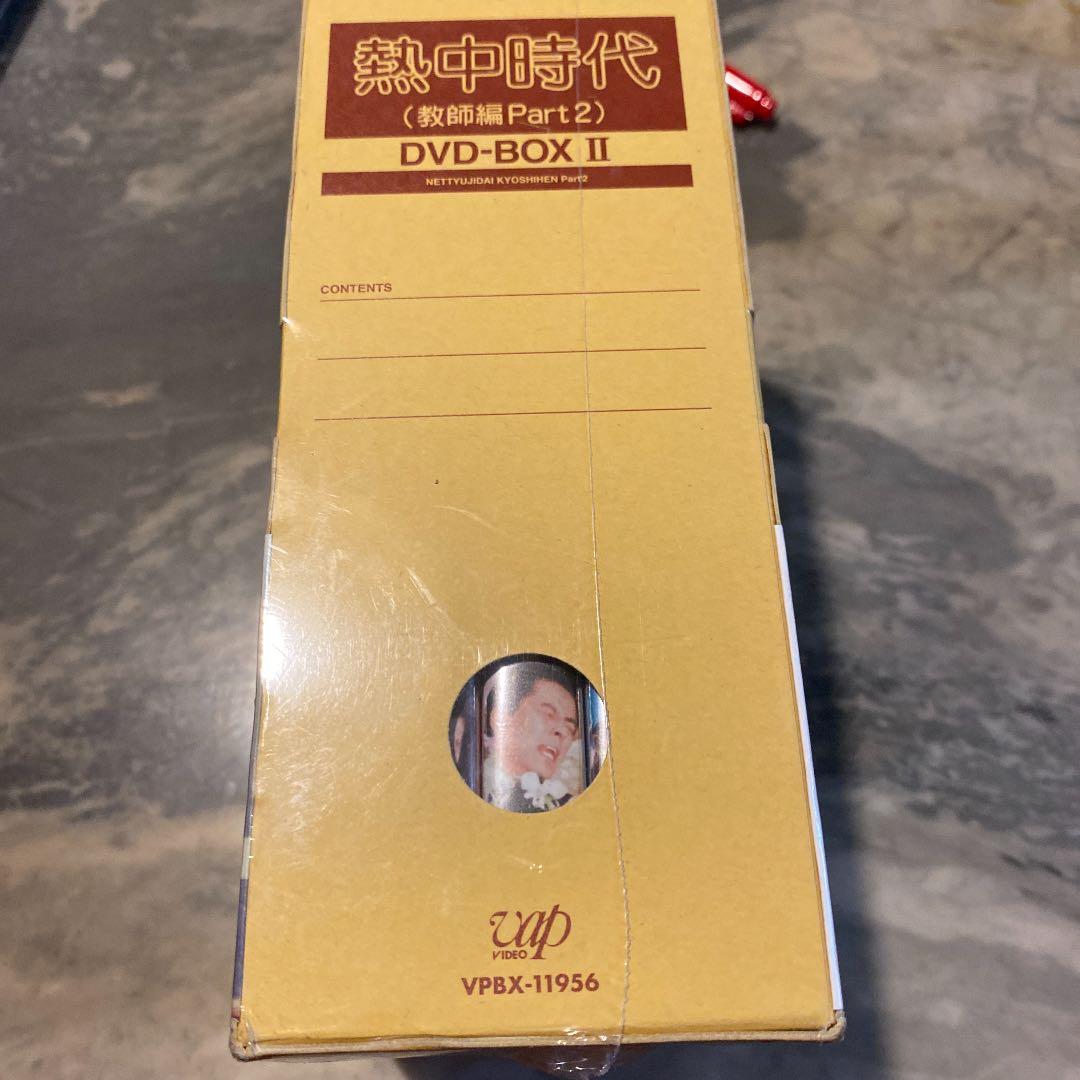 熱中時代
(教師編Part2)
DVD-BOX II
NETTYUJIDAI KYOSHIHEN Part2
CONTENTS
vap
VIDEO
VPBX-11956